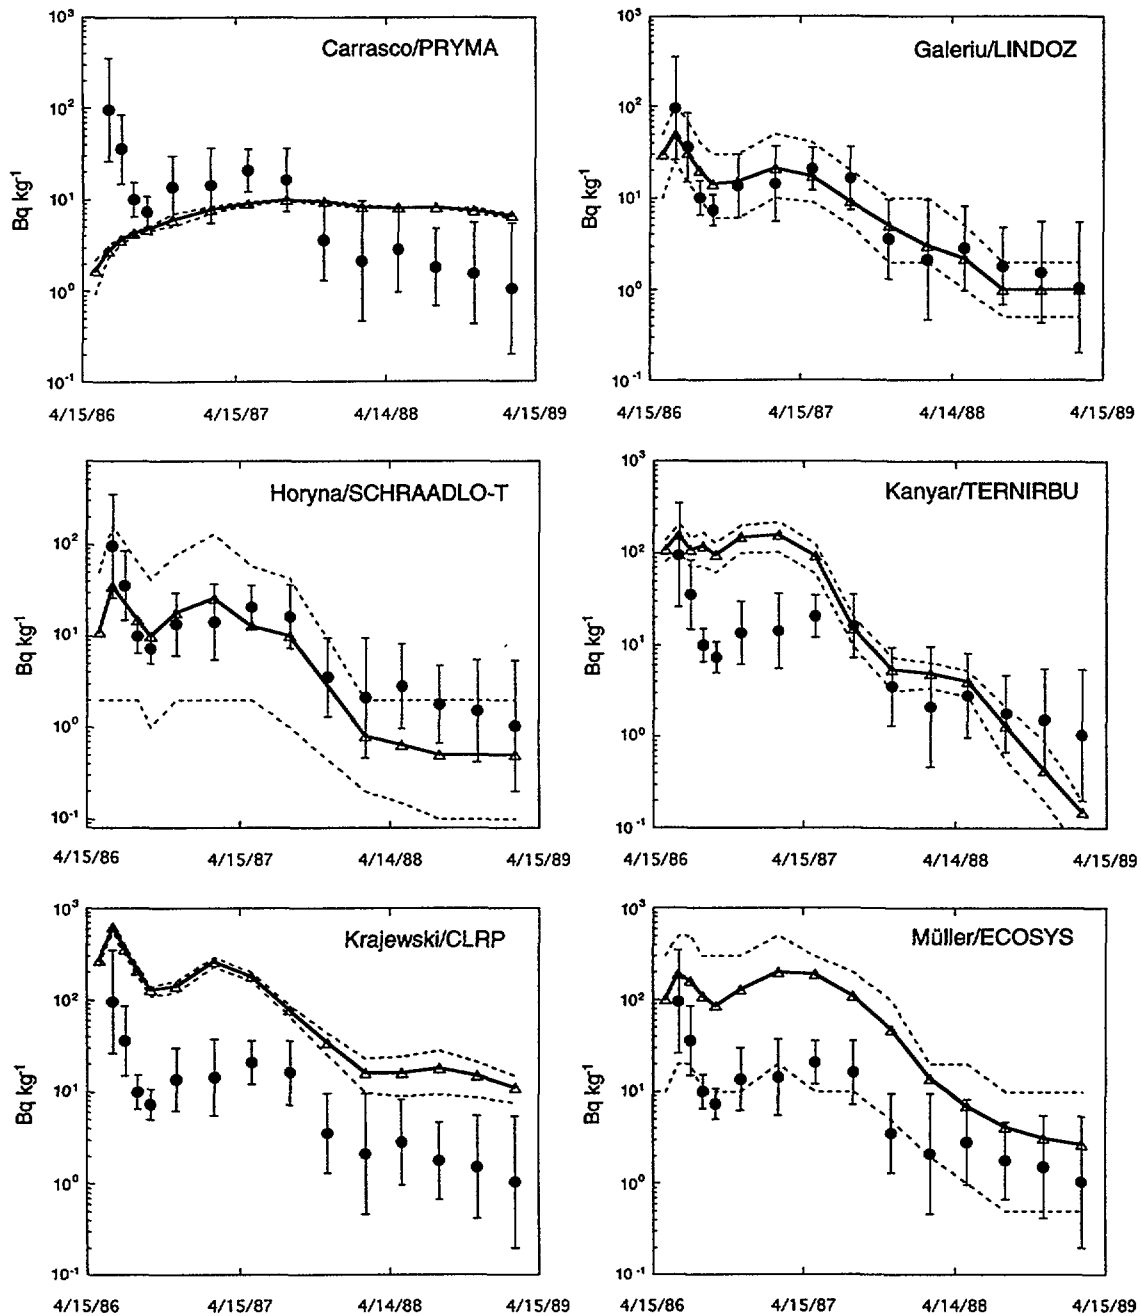 Carrasco/PRYMA
Bq kg-1
10³
10²
10¹
10⁰
10⁻¹
4/15/86 4/15/87 4/14/88 4/15/89
Galeriu/LINDOZ
Bq kg-1
10³
10²
10¹
10⁰
10⁻¹
4/15/86 4/15/87 4/14/88 4/15/89
Horyna/SCHRAADLO-T
Bq kg-1
10²
10¹
10⁰
10⁻¹
4/15/86 4/15/87 4/14/88 4/15/89
Kanyar/TERNIRBU
Bq kg-1
10³
10²
10¹
10⁰
10⁻¹
4/15/86 4/15/87 4/14/88 4/15/89
Krajewski/CLRP
Bq kg-1
10³
10²
10¹
10⁰
10⁻¹
4/15/86 4/15/87 4/14/88 4/15/89
Müller/ECOSYS
Bq kg-1
10³
10²
10¹
10⁰
10⁻¹
4/15/86 4/15/87 4/14/88 4/15/89